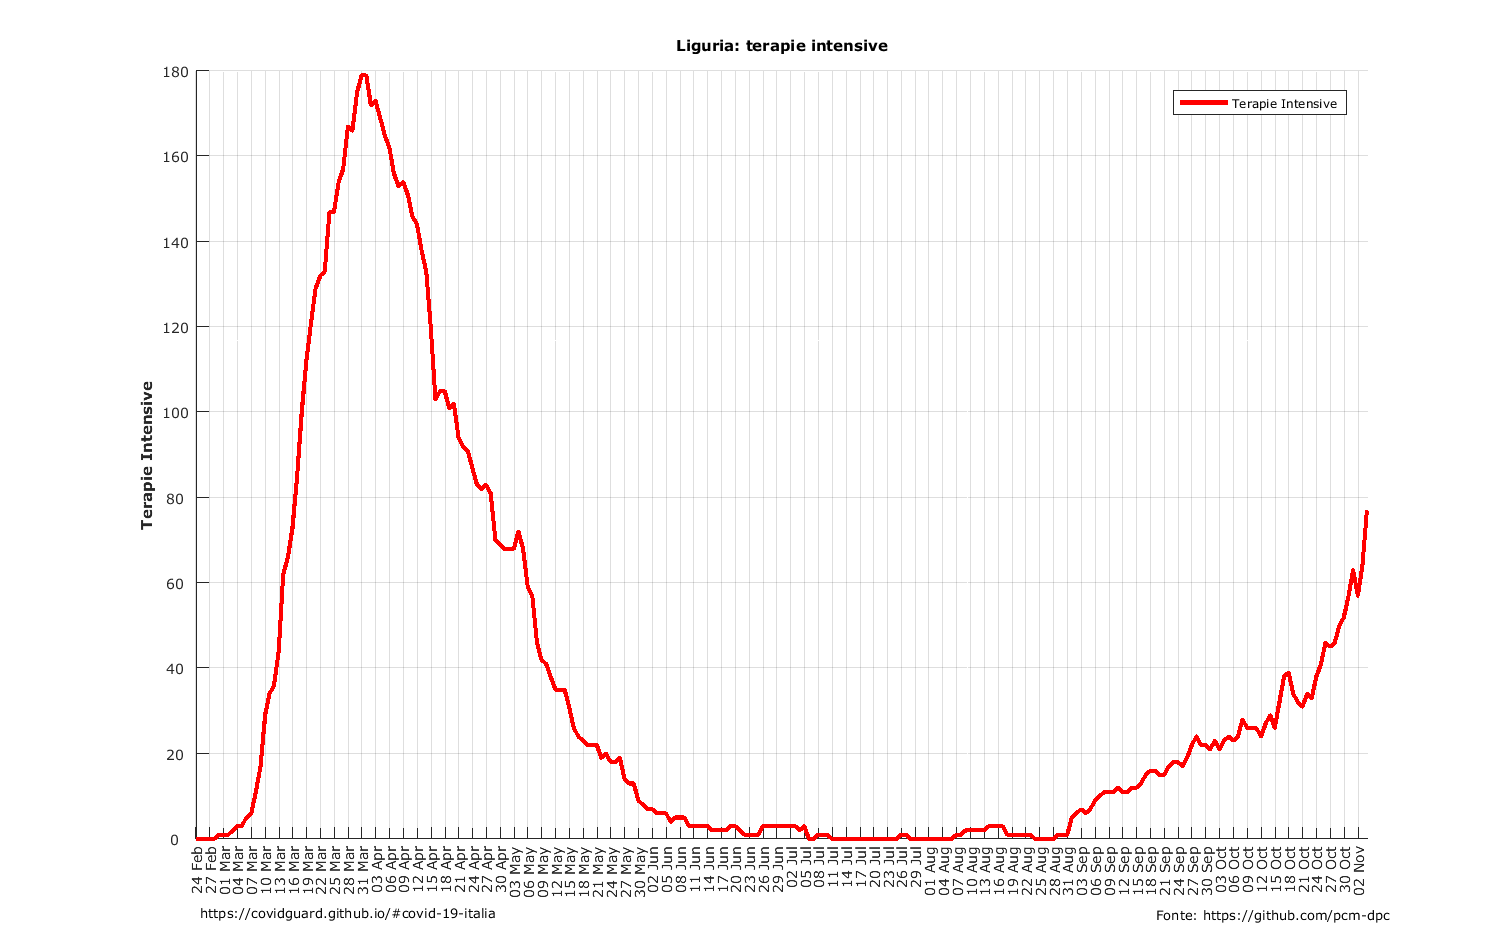 Liguria: terapie intensive
Terapie Intensive
Terapie Intensive
180
160
140
120
100
80
60
40
20
0
24 Feb
27 Feb
01 Mar
04 Mar
07 Mar
10 Mar
13 Mar
16 Mar
19 Mar
22 Mar
25 Mar
28 Mar
31 Mar
03 Apr
06 Apr
09 Apr
12 Apr
15 Apr
18 Apr
21 Apr
24 Apr
27 Apr
30 Apr
03 May
06 May
09 May
12 May
15 May
18 May
21 May
24 May
27 May
30 May
02 Jun
05 Jun
08 Jun
11 Jun
14 Jun
17 Jun
20 Jun
23 Jun
26 Jun
29 Jun
02 Jul
05 Jul
08 Jul
11 Jul
14 Jul
17 Jul
20 Jul
23 Jul
26 Jul
29 Jul
01 Aug
04 Aug
07 Aug
10 Aug
13 Aug
16 Aug
19 Aug
22 Aug
25 Aug
28 Aug
31 Aug
03 Sep
06 Sep
09 Sep
12 Sep
15 Sep
18 Sep
21 Sep
24 Sep
27 Sep
30 Sep
03 Oct
06 Oct
09 Oct
12 Oct
15 Oct
18 Oct
21 Oct
24 Oct
27 Oct
30 Oct
02 Nov
https://covidguard.github.io/#covid-19-italia
Fonte: https://github.com/pcm-dpc